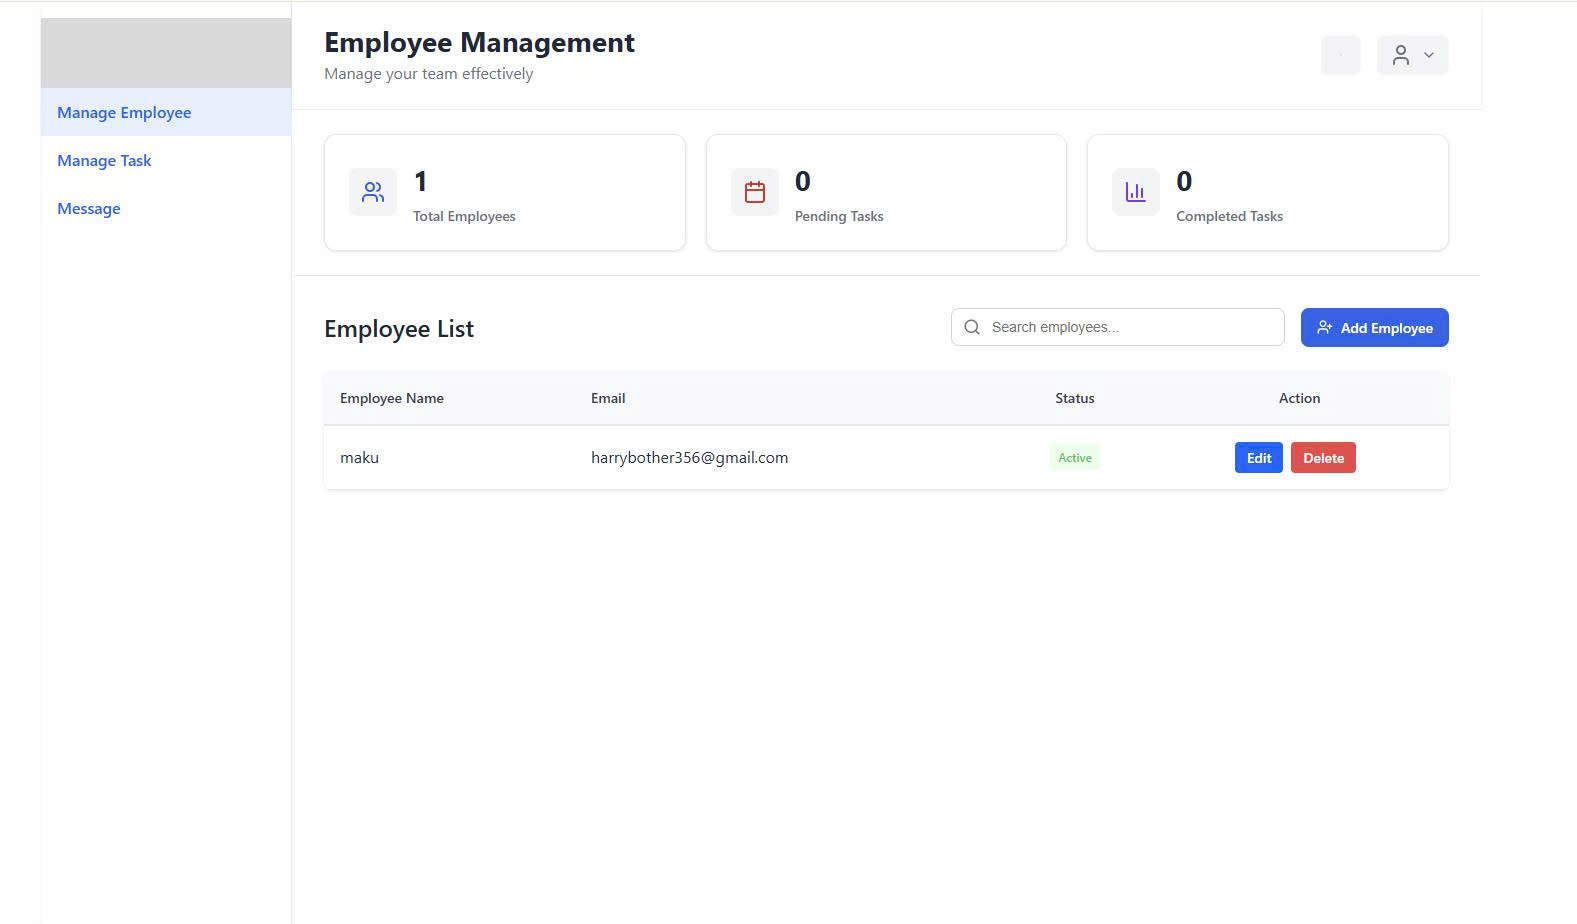 Employee Management
Manage your team effectively
Manage Employee
Manage Task
Message
1
Total Employees
0
Pending Tasks
0
Completed Tasks
Employee List
Search employees...
Add Employee
Employee Name Email Status Action
maku harrybother356@gmail.com Active Edit Delete